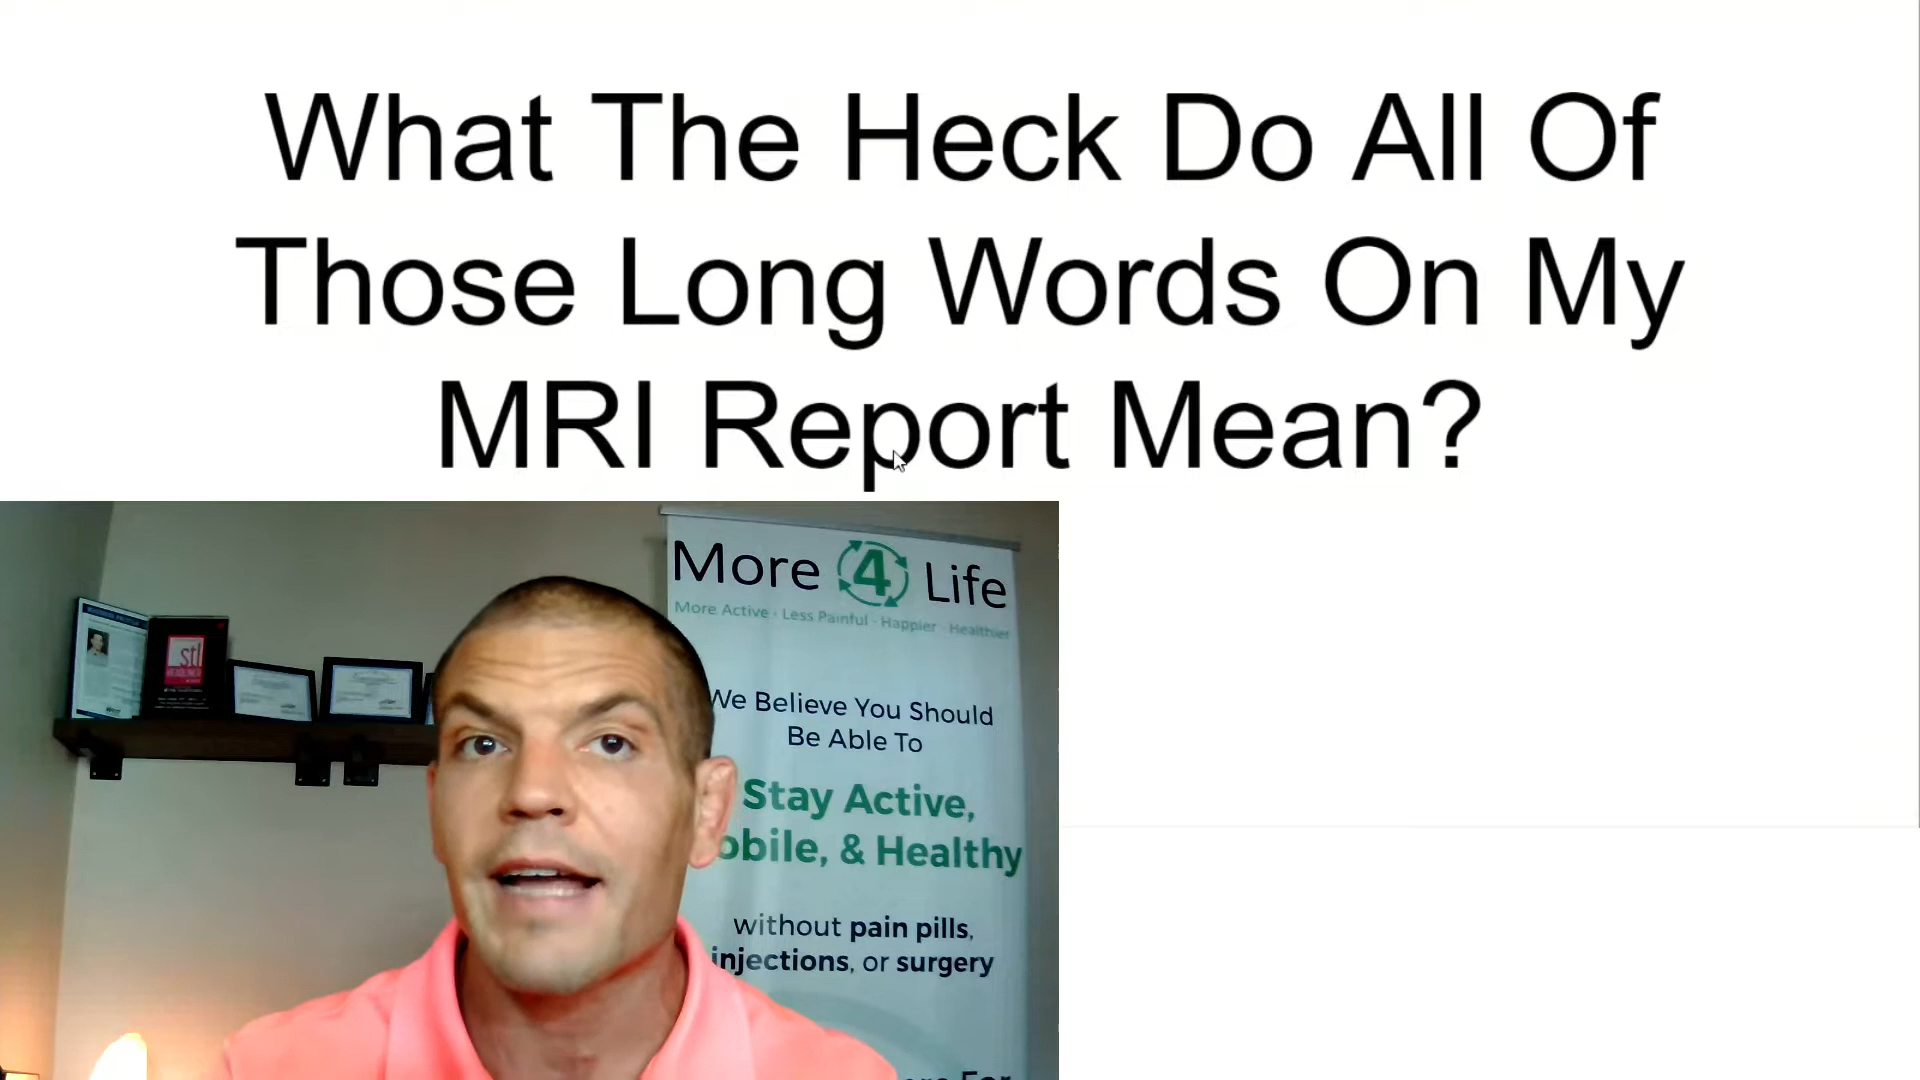 What The Heck Do All Of
Those Long Words On My
MRI Report Mean?
More 4 Life
More Active · Less Painful · Happier · Healthier
We Believe You Should
Be Able To
Stay Active,
obile, & Healthy
without pain pills,
injections, or surgery
stl